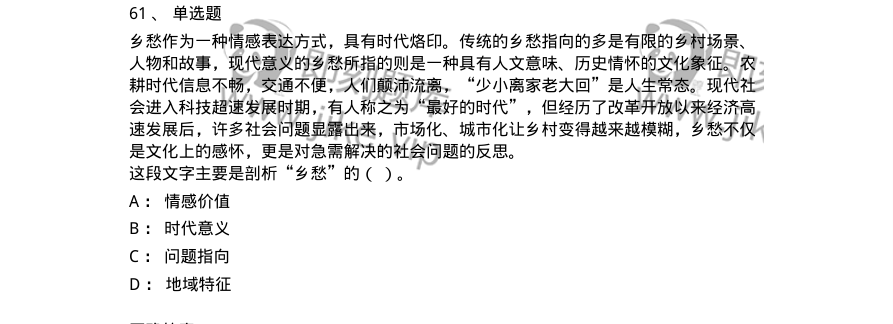 61 、 单选题
乡愁作为一种情感表达方式，具有时代烙印。传统的乡愁指向的多是有限的乡村场景、
人物和故事，现代意义的乡愁所指的则是一种具有人文意味、历史情怀的文化象征。农
耕时代信息不畅，交通不便，人们颠沛流离，“少小离家老大回”是人生常态。现代社
会进入科技超速发展时期，有人称之为“最好的时代”，但经历了改革开放以来经济高
速发展后，许多社会问题显露出来，市场化、城市化让乡村变得越来越模糊，乡愁不仅
是文化上的感怀，更是对急需解决的社会问题的反思。
这段文字主要是剖析“乡愁”的（ ）。
A ： 情感价值
B ： 时代意义
C ： 问题指向
D ： 地域特征